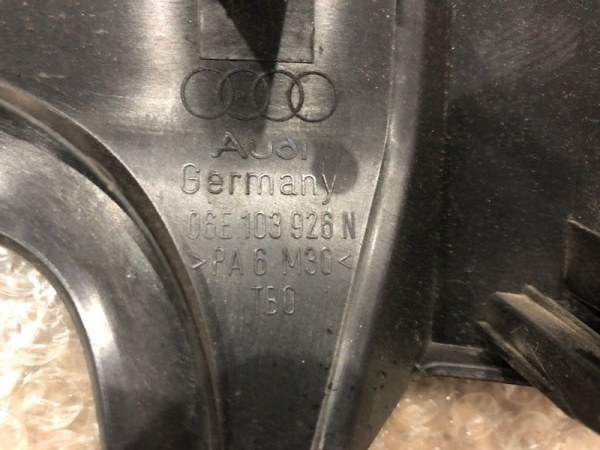 Audi
Germany
06E 103 926 N
>PA 6 M30<
TBO